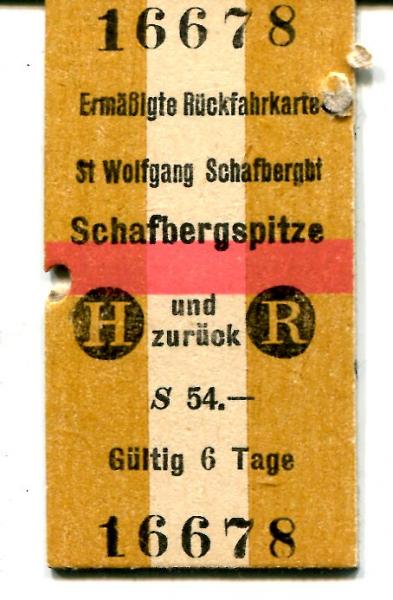 16678
Ermäßigte Rückfahrkarte
St Wolfgang Schafbergbf
Schafbergspitze
H und R
zurück
S 54.—
Gültig 6 Tage
16678